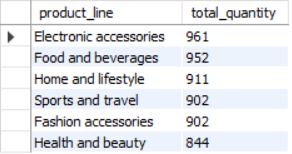 product_line total_quantity
Electronic accessories 961
Food and beverages 952
Home and lifestyle 911
Sports and travel 902
Fashion accessories 902
Health and beauty 844